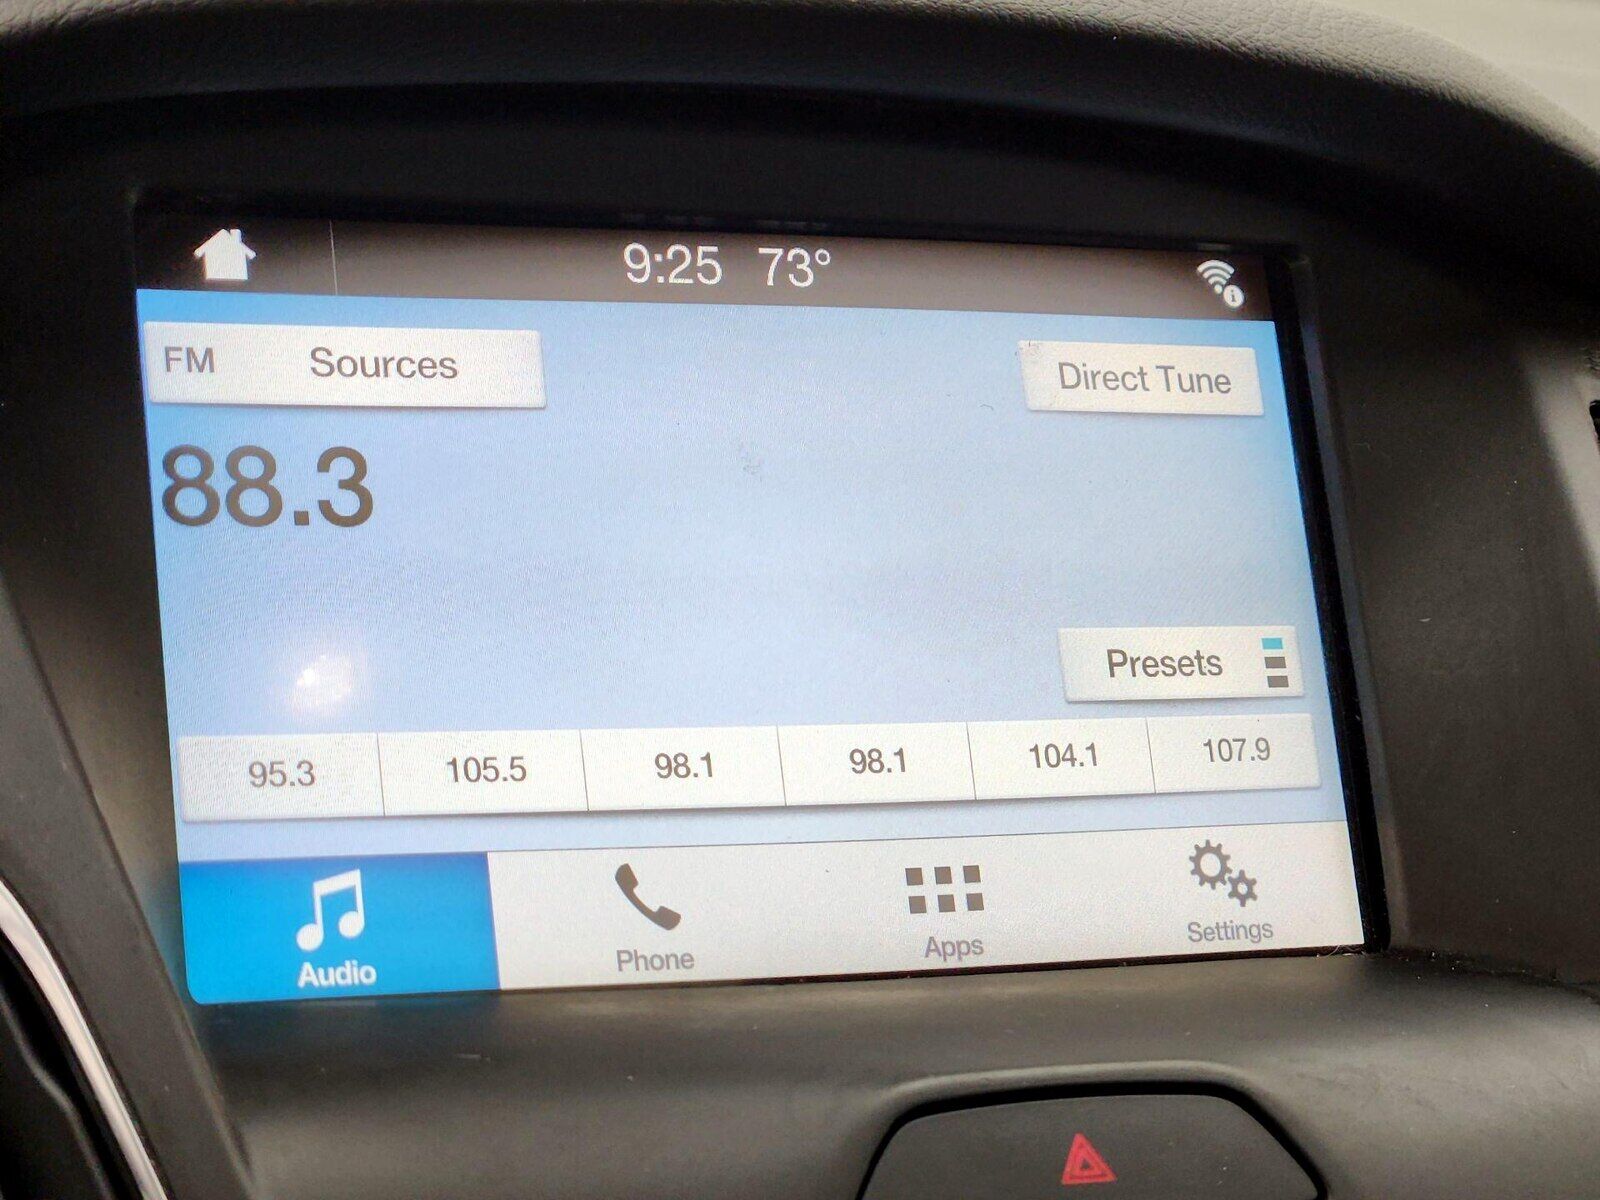 9:25 73°
FM Sources
Direct Tune
88.3
Presets
95.3 105.5 98.1 98.1 104.1 107.9
Audio Phone Apps Settings